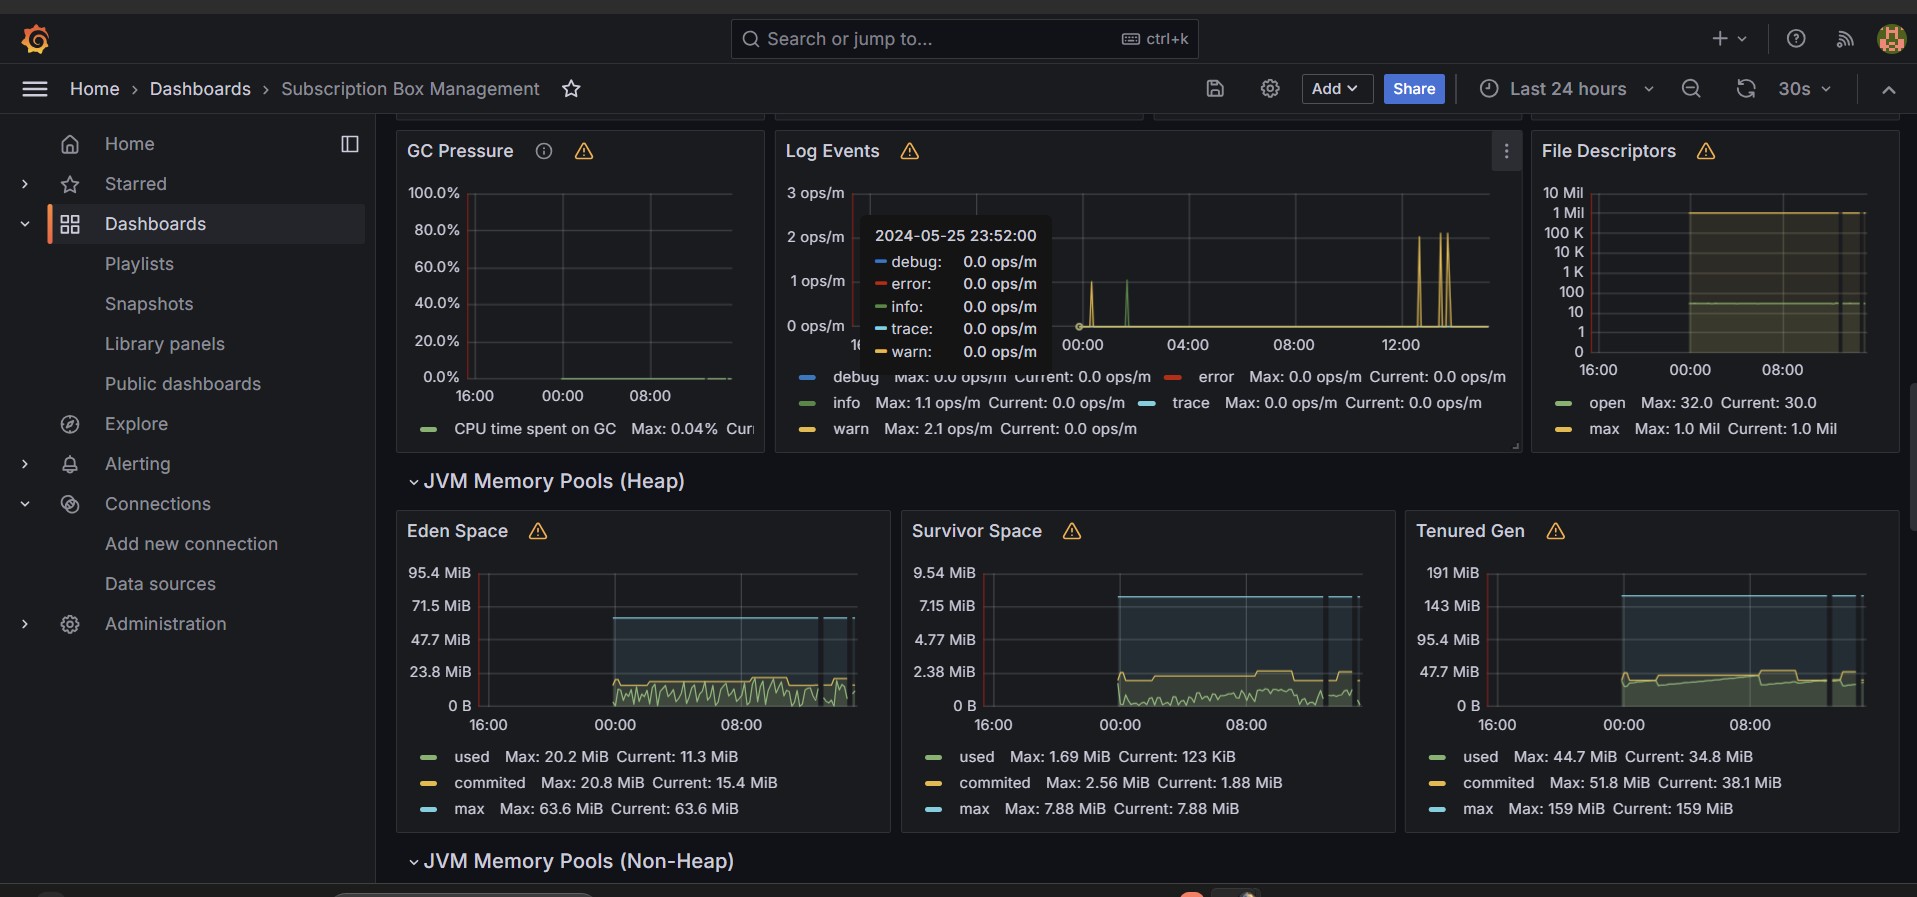 Search or jump to... ctrl+k
Home › Dashboards › Subscription Box Management
Add
Share
Last 24 hours
30s
Home
Starred
Dashboards
Playlists
Snapshots
Library panels
Public dashboards
Explore
Alerting
Connections
Add new connection
Data sources
Administration
GC Pressure
100.0%
80.0%
60.0%
40.0%
20.0%
0.0%
16:00 00:00 08:00
CPU time spent on GC Max: 0.04%
Log Events
3 ops/m
2 ops/m
1 ops/m
0 ops/m
2024-05-25 23:52:00
debug: 0.0 ops/m
error: 0.0 ops/m
info: 0.0 ops/m
trace: 0.0 ops/m
warn: 0.0 ops/m
00:00 04:00 08:00 12:00
debug Max: 0.0 ops/m Current: 0.0 ops/m error Max: 0.0 ops/m Current: 0.0 ops/m
info Max: 1.1 ops/m Current: 0.0 ops/m trace Max: 0.0 ops/m Current: 0.0 ops/m
warn Max: 2.1 ops/m Current: 0.0 ops/m
File Descriptors
10 Mil
1 Mil
100 K
10 K
1 K
100
10
1
0
16:00 00:00 08:00
open Max: 32.0 Current: 30.0
max Max: 1.0 Mil Current: 1.0 Mil
JVM Memory Pools (Heap)
Eden Space
95.4 MiB
71.5 MiB
47.7 MiB
23.8 MiB
0 B
16:00 00:00 08:00
used Max: 20.2 MiB Current: 11.3 MiB
commited Max: 20.8 MiB Current: 15.4 MiB
max Max: 63.6 MiB Current: 63.6 MiB
Survivor Space
9.54 MiB
7.15 MiB
4.77 MiB
2.38 MiB
0 B
16:00 00:00 08:00
used Max: 1.69 MiB Current: 123 KiB
commited Max: 2.56 MiB Current: 1.88 MiB
max Max: 7.88 MiB Current: 7.88 MiB
Tenured Gen
191 MiB
143 MiB
95.4 MiB
47.7 MiB
0 B
16:00 00:00 08:00
used Max: 44.7 MiB Current: 34.8 MiB
commited Max: 51.8 MiB Current: 38.1 MiB
max Max: 159 MiB Current: 159 MiB
JVM Memory Pools (Non-Heap)